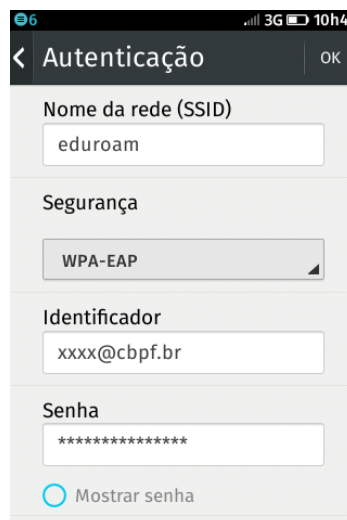 6 3G 10h4
Autenticação OK
Nome da rede (SSID)
eduroam
Segurança
WPA-EAP
Identificador
xxxx@cbpf.br
Senha
***************
Mostrar senha